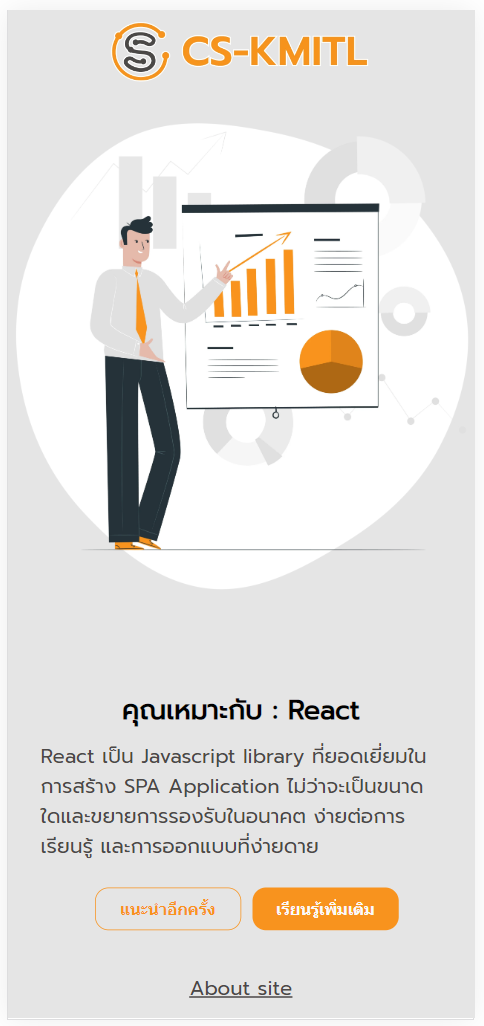 CS-KMITL
คุณเหมาะกับ : React
React เป็น Javascript library ที่ยอดเยี่ยมใน
การสร้าง SPA Application ไม่ว่าจะเป็นขนาด
ใดและขยายการรองรับในอนาคต ง่ายต่อการ
เรียนรู้ และการออกแบบที่ง่ายดาย
แนะนำอีกครั้ง เรียนรู้เพิ่มเติม
About site